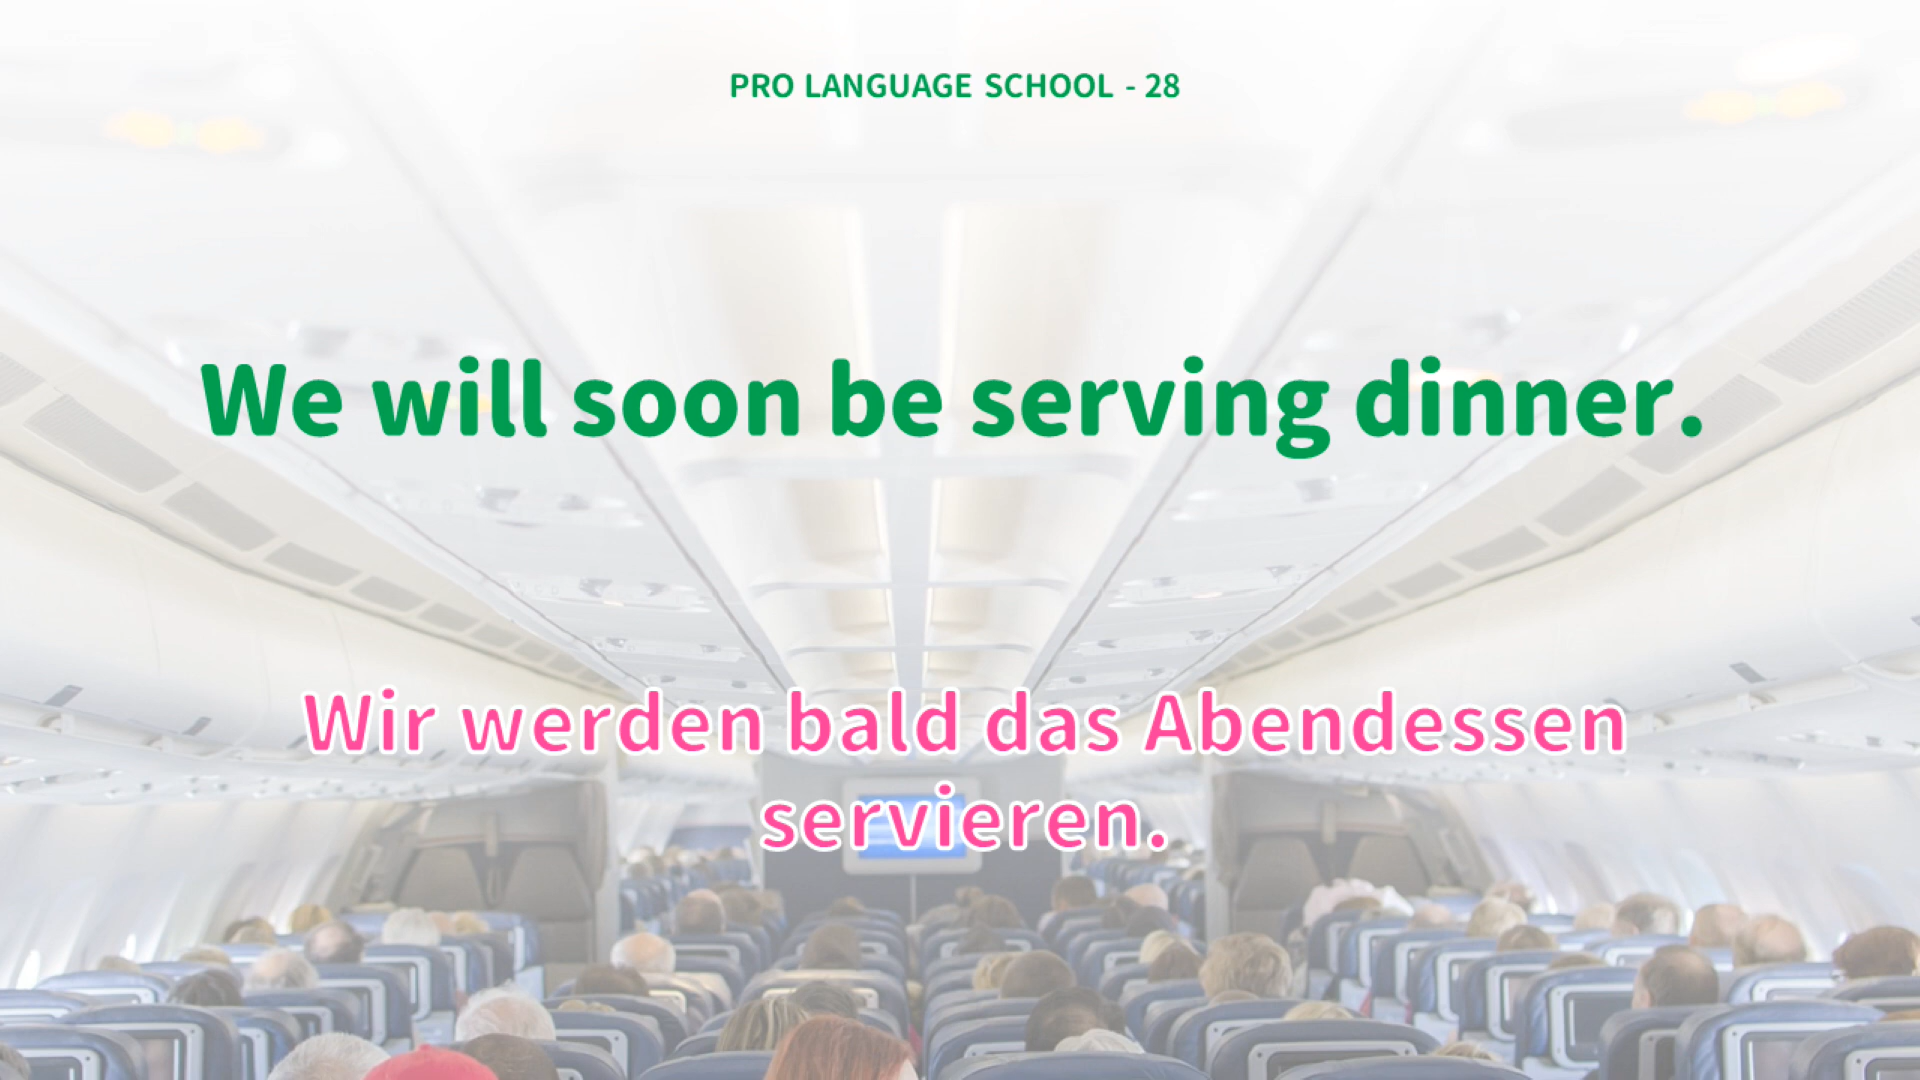 PRO LANGUAGE SCHOOL - 28
We will soon be serving dinner.
Wir werden bald das Abendessen
servieren.